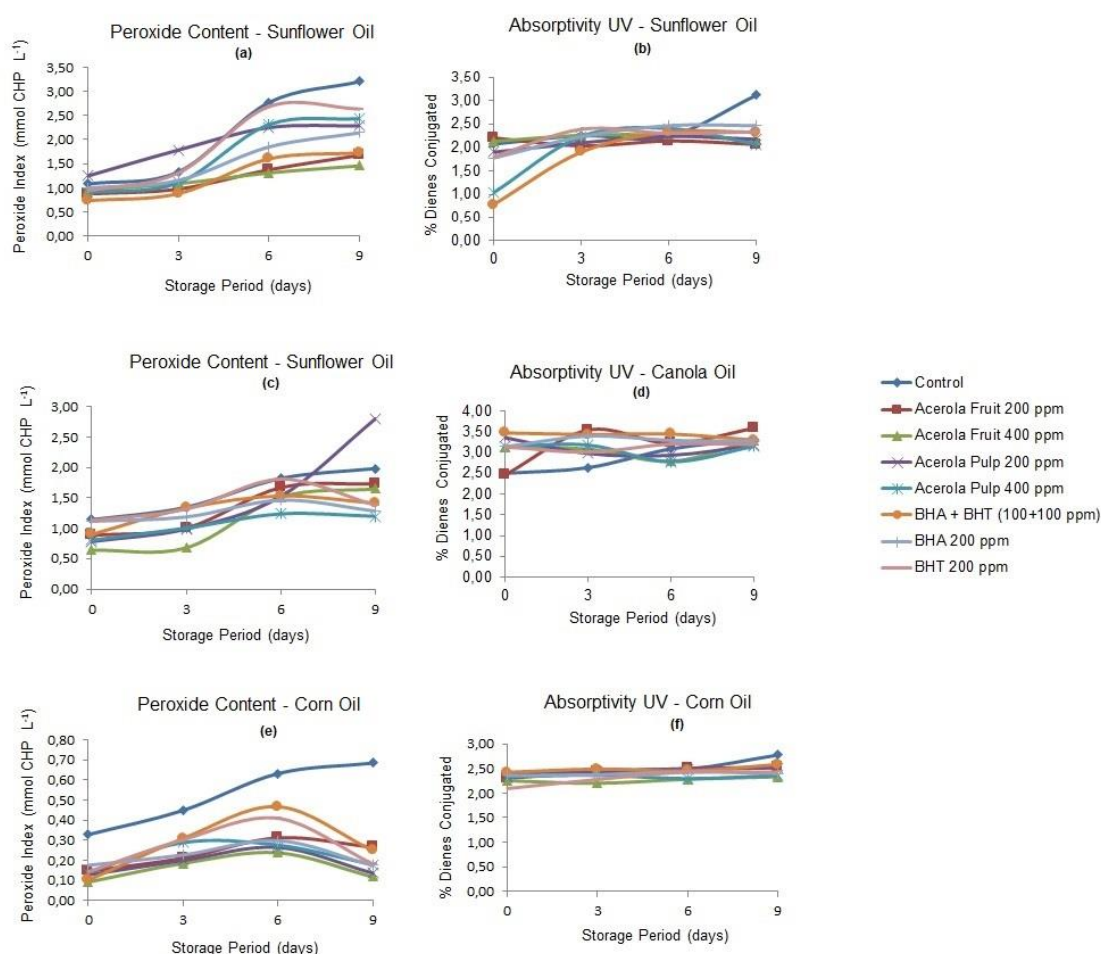 Peroxide Content - Sunflower Oil
(a)
Peroxide Index (mmol CHP L-1)
3,50
3,00
2,50
2,00
1,50
1,00
0,50
0,00
0 3 6 9
Storage Period (days)
Absorptivity UV - Sunflower Oil
(b)
% Dienes Conjugated
3,50
3,00
2,50
2,00
1,50
1,00
0,50
0,00
0 3 6 9
Storage Period (days)
Peroxide Content - Sunflower Oil
(c)
Peroxide Index (mmol CHP L-1)
3,00
2,50
2,00
1,50
1,00
0,50
0,00
0 3 6 9
Storage Period (days)
Absorptivity UV - Canola Oil
(d)
% Dienes Conjugated
4,00
3,50
3,00
2,50
2,00
1,50
1,00
0,50
0,00
0 3 6 9
Storage Period (days)
Control
Acerola Fruit 200 ppm
Acerola Fruit 400 ppm
Acerola Pulp 200 ppm
Acerola Pulp 400 ppm
BHA + BHT (100+100 ppm)
BHA 200 ppm
BHT 200 ppm
Peroxide Content - Corn Oil
(e)
Peroxide Index (mmol CHP L-1)
0,80
0,70
0,60
0,50
0,40
0,30
0,20
0,10
0,00
0 3 6 9
Storage Period (days)
Absorptivity UV - Corn Oil
(f)
% Dienes Conjugated
3,00
2,50
2,00
1,50
1,00
0,50
0,00
0 3 6 9
Storage Period (days)